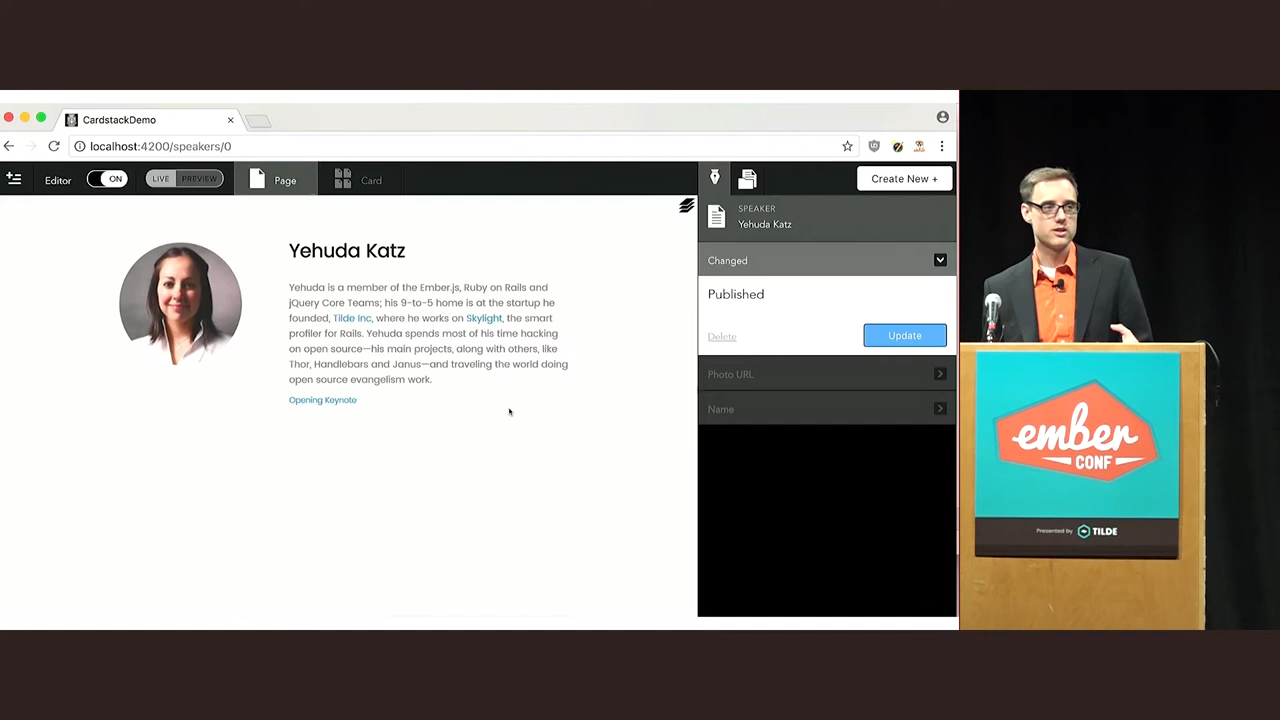 CardstackDemo
localhost:4200/speakers/0
Editor
ON
LIVE
PREVIEW
Page
Card
Create New +
SPEAKER
Yehuda Katz
Changed
Published
Delete
Update
Photo URL
Name
Yehuda Katz
Yehuda is a member of the Ember.js, Ruby on Rails and
jQuery Core Teams; his 9-to-5 home is at the startup he
founded, Tilde Inc, where he works on Skylight, the smart
profiler for Rails. Yehuda spends most of his time hacking
on open source—his main projects, along with others, like
Thor, Handlebars and Janus—and traveling the world doing
open source evangelism work.
Opening Keynote
ember
CONF
Presented by TILDE